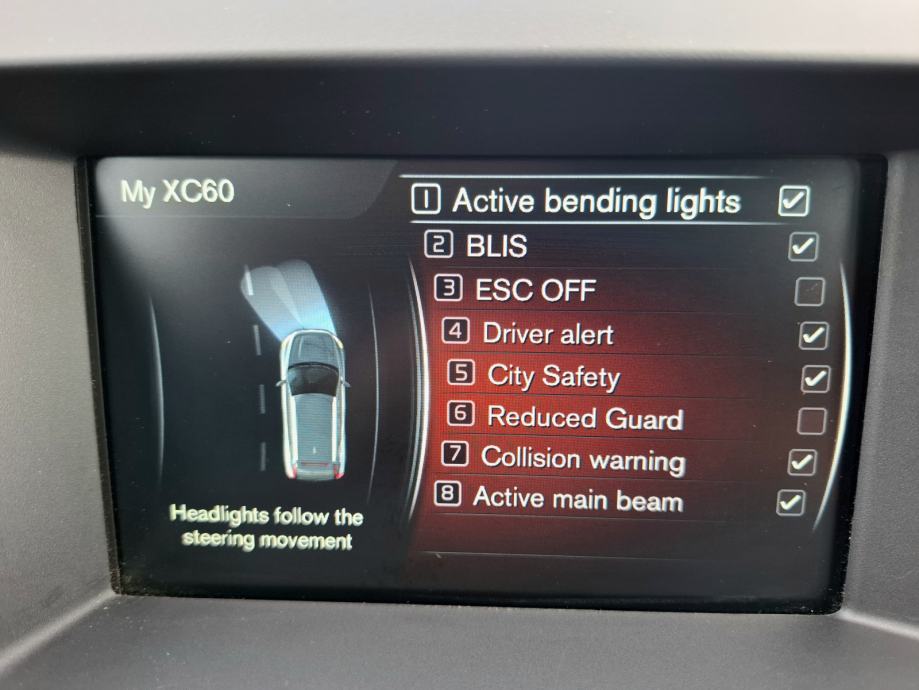 My XC60
1 Active bending lights
2 BLIS
3 ESC OFF
4 Driver alert
5 City Safety
6 Reduced Guard
7 Collision warning
8 Active main beam
Headlights follow the
steering movement